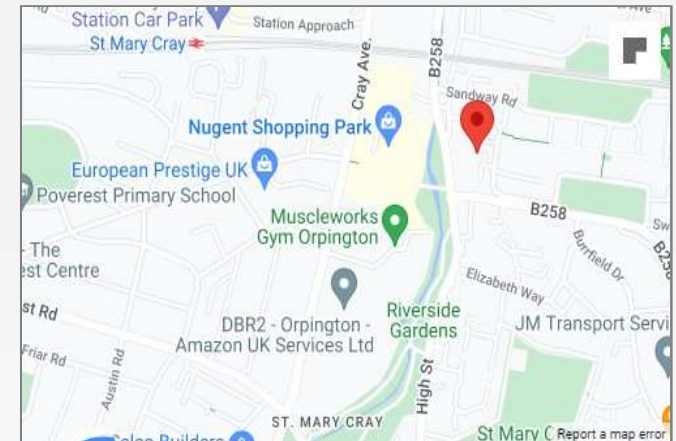 Station Car Park
Station Approach
St Mary Cray
Cray Ave.
B258
Sandway Rd
Nugent Shopping Park
European Prestige UK
Poverest Primary School
Muscleworks
Gym Orpington
B258
Burrfield Dr
- The
est Centre
Elizabeth Way
st Rd
Riverside
Gardens
DBR2 - Orpington -
Amazon UK Services Ltd
JM Transport Servi
Friar Rd
Austin Rd
High St
ST. MARY CRAY
St Mary C
Report a map error